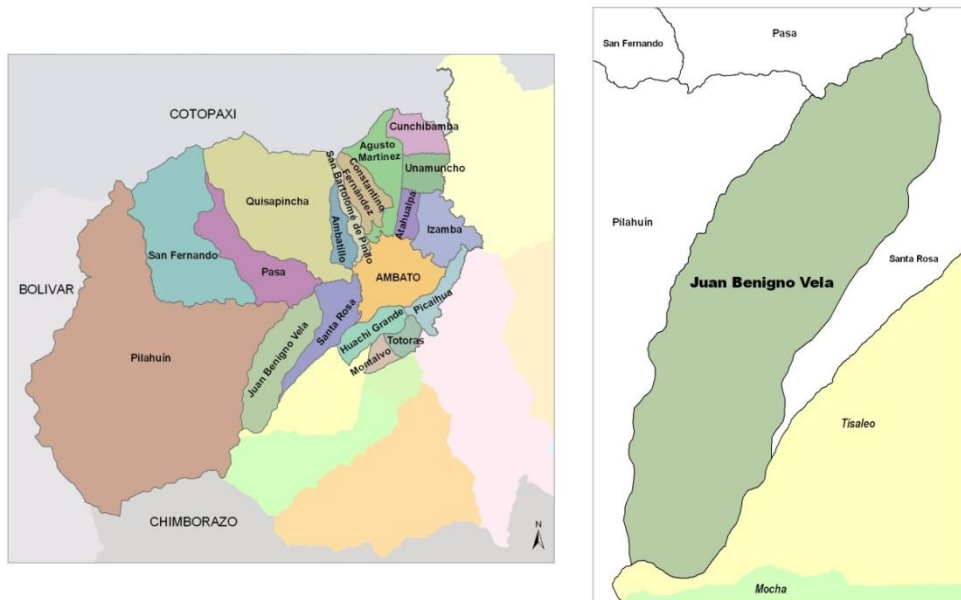 COTOPAXI
Cunchibamba
Agusto
Martinez
Unamuncho
Constantino
Fernández
San Bartolomé de Pinllo
Ambatillo
Atahualpa
Izamba
Quisapincha
San Fernando
Pasa
AMBATO
BOLIVAR
Picaihua
Santa Rosa
Huachi Grande
Totoras
Montalvo
Juan Benigno Vela
Pilahuín
CHIMBORAZO
N
San Fernando
Pasa
Pilahuín
Santa Rosa
Juan Benigno Vela
Tisaleo
Mocha